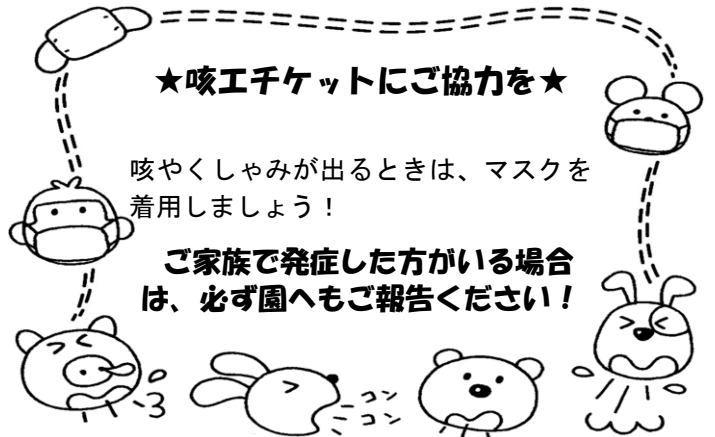 ★咳エチケットにご協力を★
咳やくしゃみが出るときは、マスクを
着用しましょう！
ご家族で発症した方がいる場合
は、必ず園へもご報告ください！
コン
コン